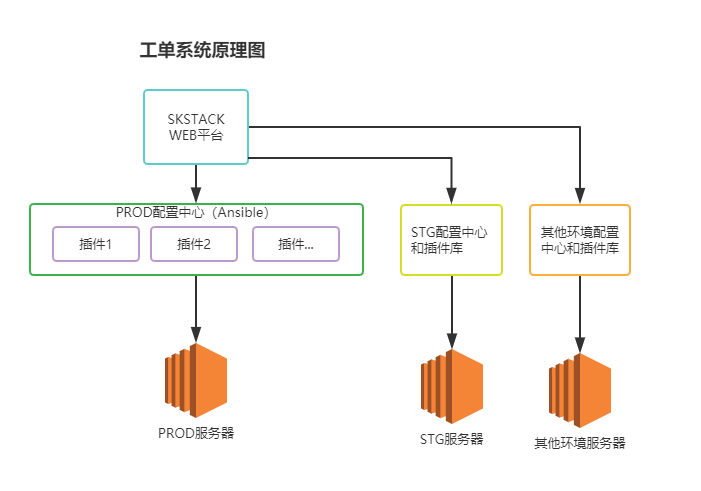 工单系统原理图
SKSTACK
WEB平台
PROD配置中心（Ansible）
插件1
插件2
插件...
STG配置中心
和插件库
其他环境配置
中心和插件库
PROD服务器
STG服务器
其他环境服务器